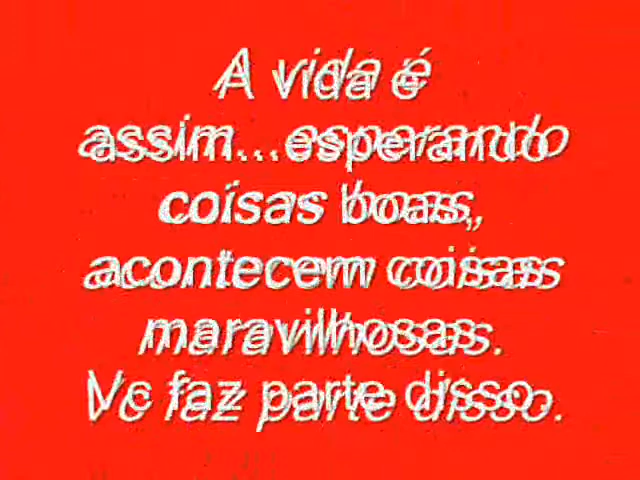 A vida é
assim...esperando
coisas boas,
acontecem coisas
maravilhosas.
Vc faz parte disso.